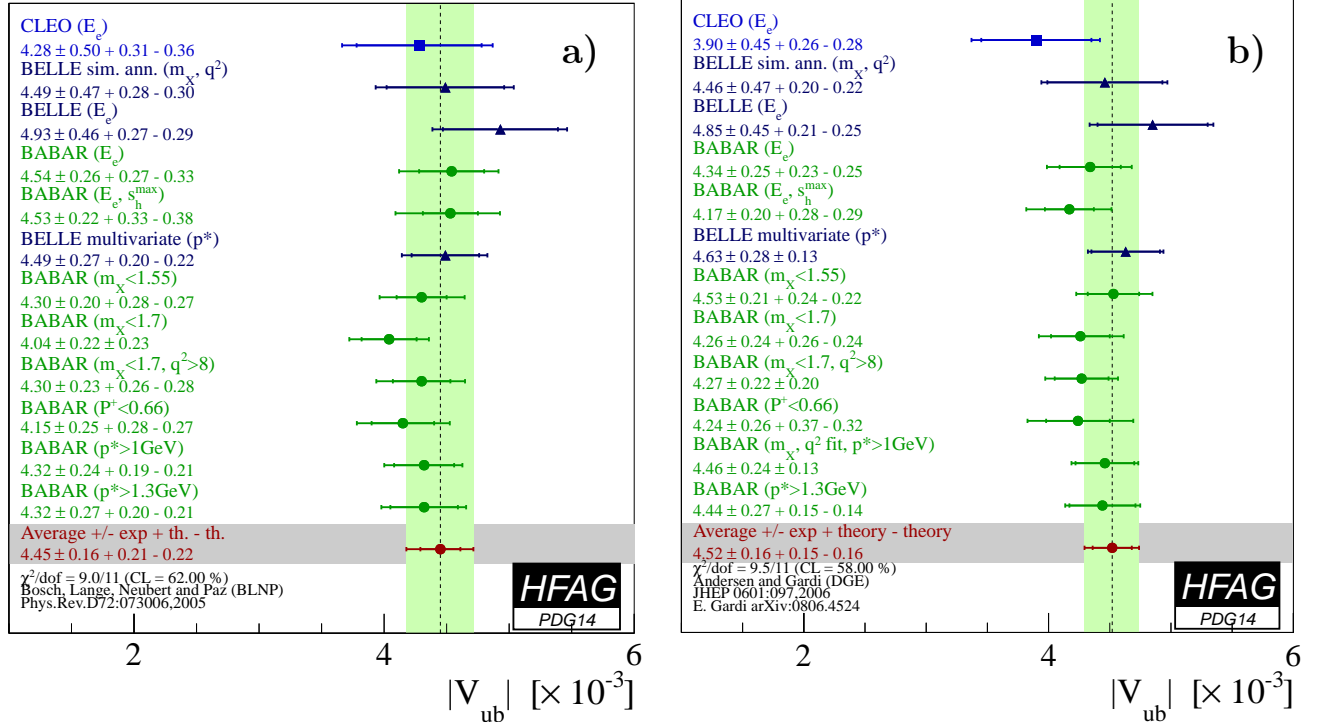 a)
CLEO (Eₑ)
4.28 ± 0.50 + 0.31 - 0.36
BELLE sim. ann. (m_X, q²)
4.49 ± 0.47 + 0.28 - 0.30
BELLE (Eₑ)
4.93 ± 0.46 + 0.27 - 0.29
BABAR (Eₑ)
4.54 ± 0.26 + 0.27 - 0.33
BABAR (Eₑ, s_h^max)
4.53 ± 0.22 + 0.33 - 0.38
BELLE multivariate (p*)
4.49 ± 0.27 + 0.20 - 0.22
BABAR (m_X<1.55)
4.30 ± 0.20 + 0.28 - 0.27
BABAR (m_X<1.7)
4.04 ± 0.22 ± 0.23
BABAR (m_X<1.7, q²>8)
4.30 ± 0.23 + 0.26 - 0.28
BABAR (P⁺<0.66)
4.15 ± 0.25 + 0.28 - 0.27
BABAR (p*>1GeV)
4.32 ± 0.24 + 0.19 - 0.21
BABAR (p*>1.3GeV)
4.32 ± 0.27 + 0.20 - 0.21
Average +/- exp + th. - th.
4.45 ± 0.16 + 0.21 - 0.22
χ²/dof = 9.0/11 (CL = 62.00 %)
Bosch, Lange, Neubert and Paz (BLNP)
Phys.Rev.D72:073006,2005
HFAG
PDG14
2 4 6
|V_ub| [× 10⁻³]
b)
CLEO (Eₑ)
3.90 ± 0.45 + 0.26 - 0.28
BELLE sim. ann. (m_X, q²)
4.46 ± 0.47 + 0.20 - 0.22
BELLE (Eₑ)
4.85 ± 0.45 + 0.21 - 0.25
BABAR (Eₑ)
4.34 ± 0.25 + 0.23 - 0.25
BABAR (Eₑ, s_h^max)
4.17 ± 0.20 + 0.28 - 0.29
BELLE multivariate (p*)
4.63 ± 0.28 ± 0.13
BABAR (m_X<1.55)
4.53 ± 0.21 + 0.24 - 0.22
BABAR (m_X<1.7)
4.26 ± 0.24 + 0.26 - 0.24
BABAR (m_X<1.7, q²>8)
4.27 ± 0.22 ± 0.20
BABAR (P⁺<0.66)
4.24 ± 0.26 + 0.37 - 0.32
BABAR (m_X, q² fit, p*>1GeV)
4.46 ± 0.24 ± 0.13
BABAR (p*>1.3GeV)
4.44 ± 0.27 + 0.15 - 0.14
Average +/- exp + theory - theory
4.52 ± 0.16 + 0.15 - 0.16
χ²/dof = 9.5/11 (CL = 58.00 %)
Andersen and Gardi (DGE)
JHEP 0601:097,2006
E. Gardi arXiv:0806.4524
HFAG
PDG14
2 4 6
|V_ub| [× 10⁻³]